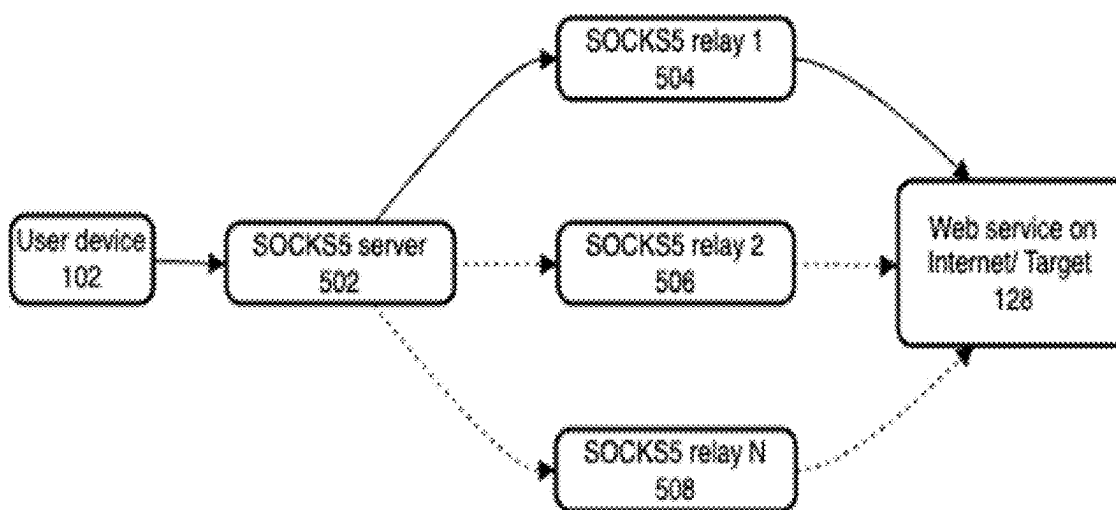 SOCKS5 relay 1
504
User device
102
SOCKS5 server
502
SOCKS5 relay 2
506
Web service on
Internet/ Target
128
SOCKS5 relay N
508